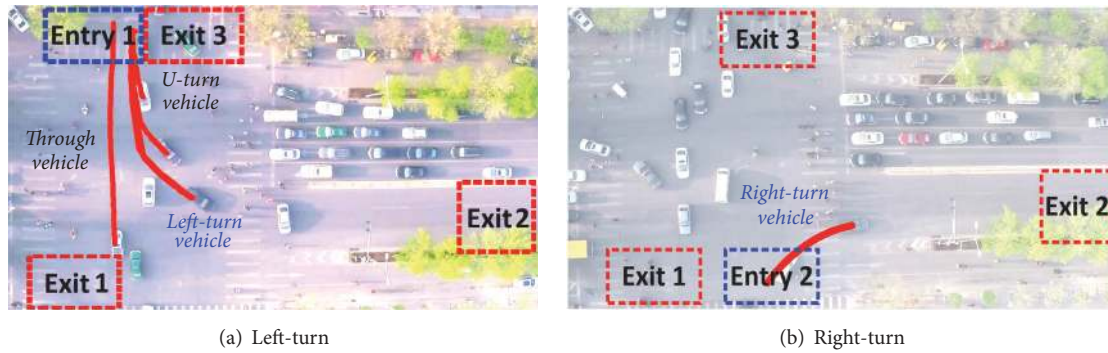 Entry 1
Exit 3
U-turn
vehicle
Through
vehicle
Left-turn
vehicle
Exit 2
Exit 1
(a) Left-turn
Exit 3
Right-turn
vehicle
Exit 2
Exit 1
Entry 2
(b) Right-turn